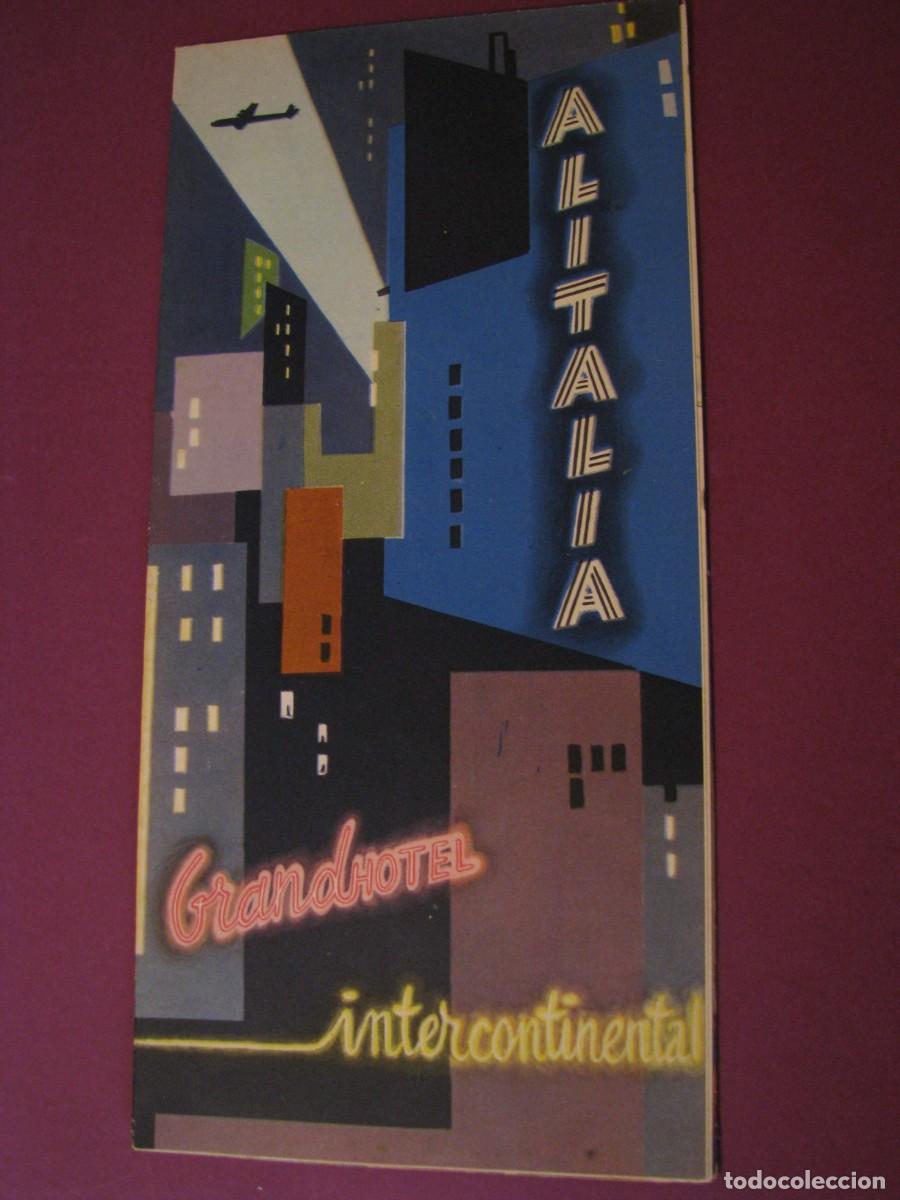 ALITALIA
GrandHOTEL
intercontinental
todocoleccion